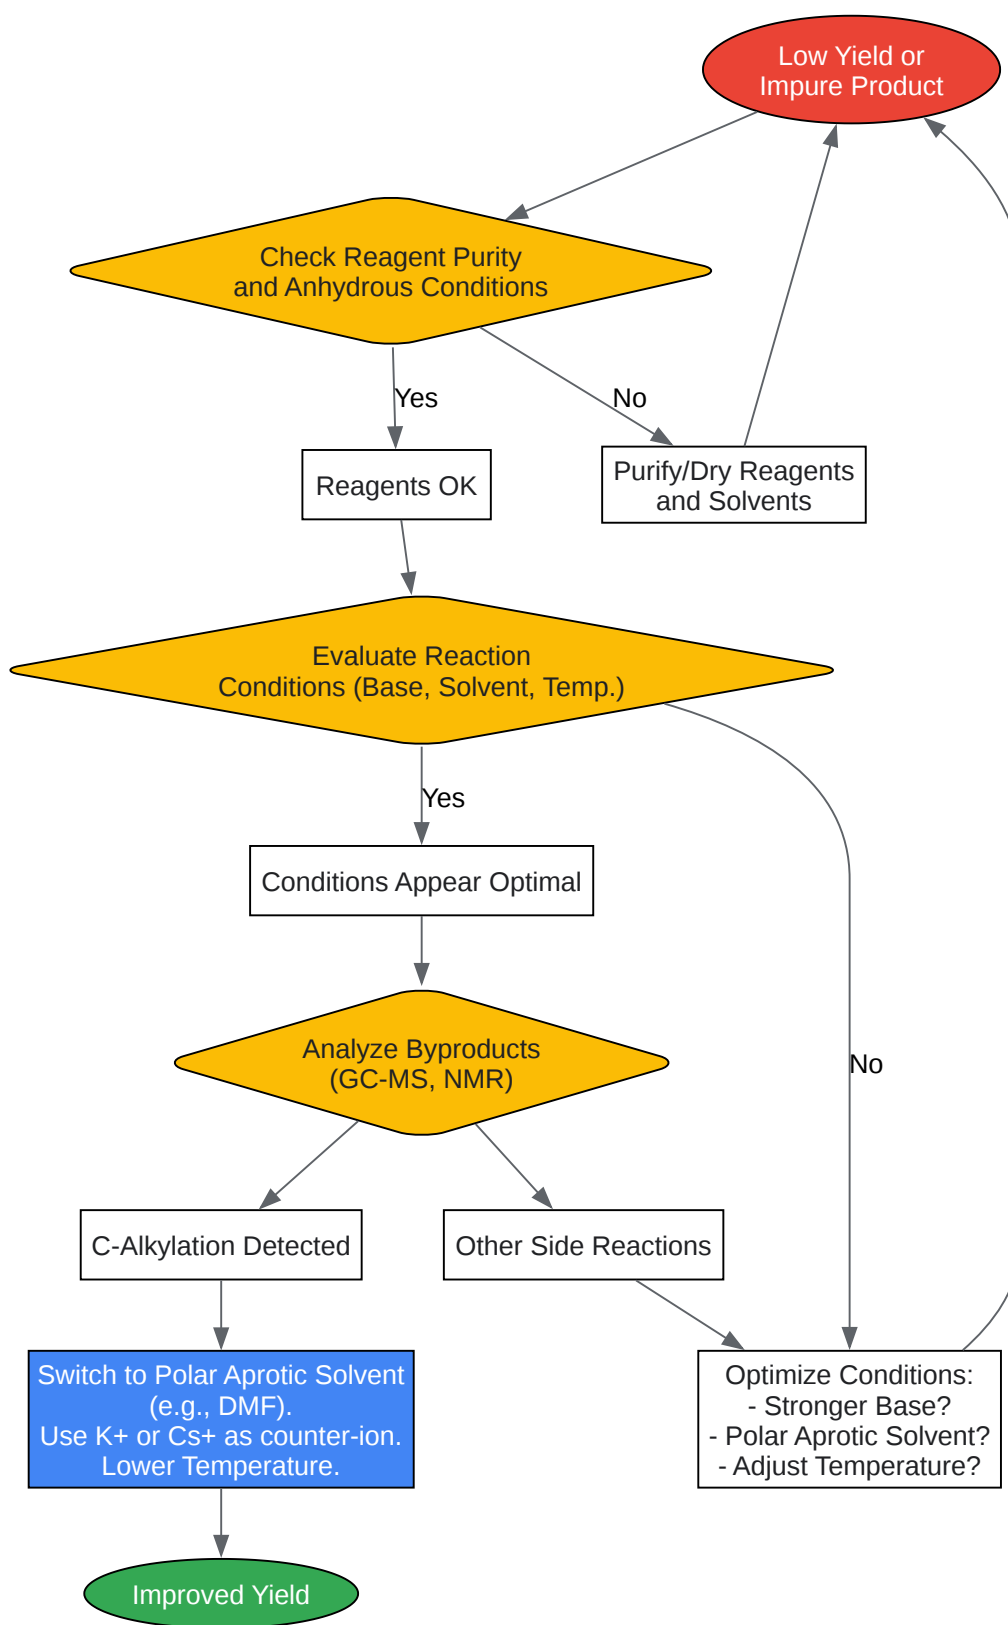 Low Yield or
Impure Product
Check Reagent Purity
and Anhydrous Conditions
Yes
No
Reagents OK
Purify/Dry Reagents
and Solvents
Evaluate Reaction
Conditions (Base, Solvent, Temp.)
Yes
Conditions Appear Optimal
Analyze Byproducts
(GC-MS, NMR)
No
C-Alkylation Detected
Other Side Reactions
Switch to Polar Aprotic Solvent
(e.g., DMF).
Use K+ or Cs+ as counter-ion.
Lower Temperature.
Optimize Conditions:
- Stronger Base?
- Polar Aprotic Solvent?
- Adjust Temperature?
Improved Yield